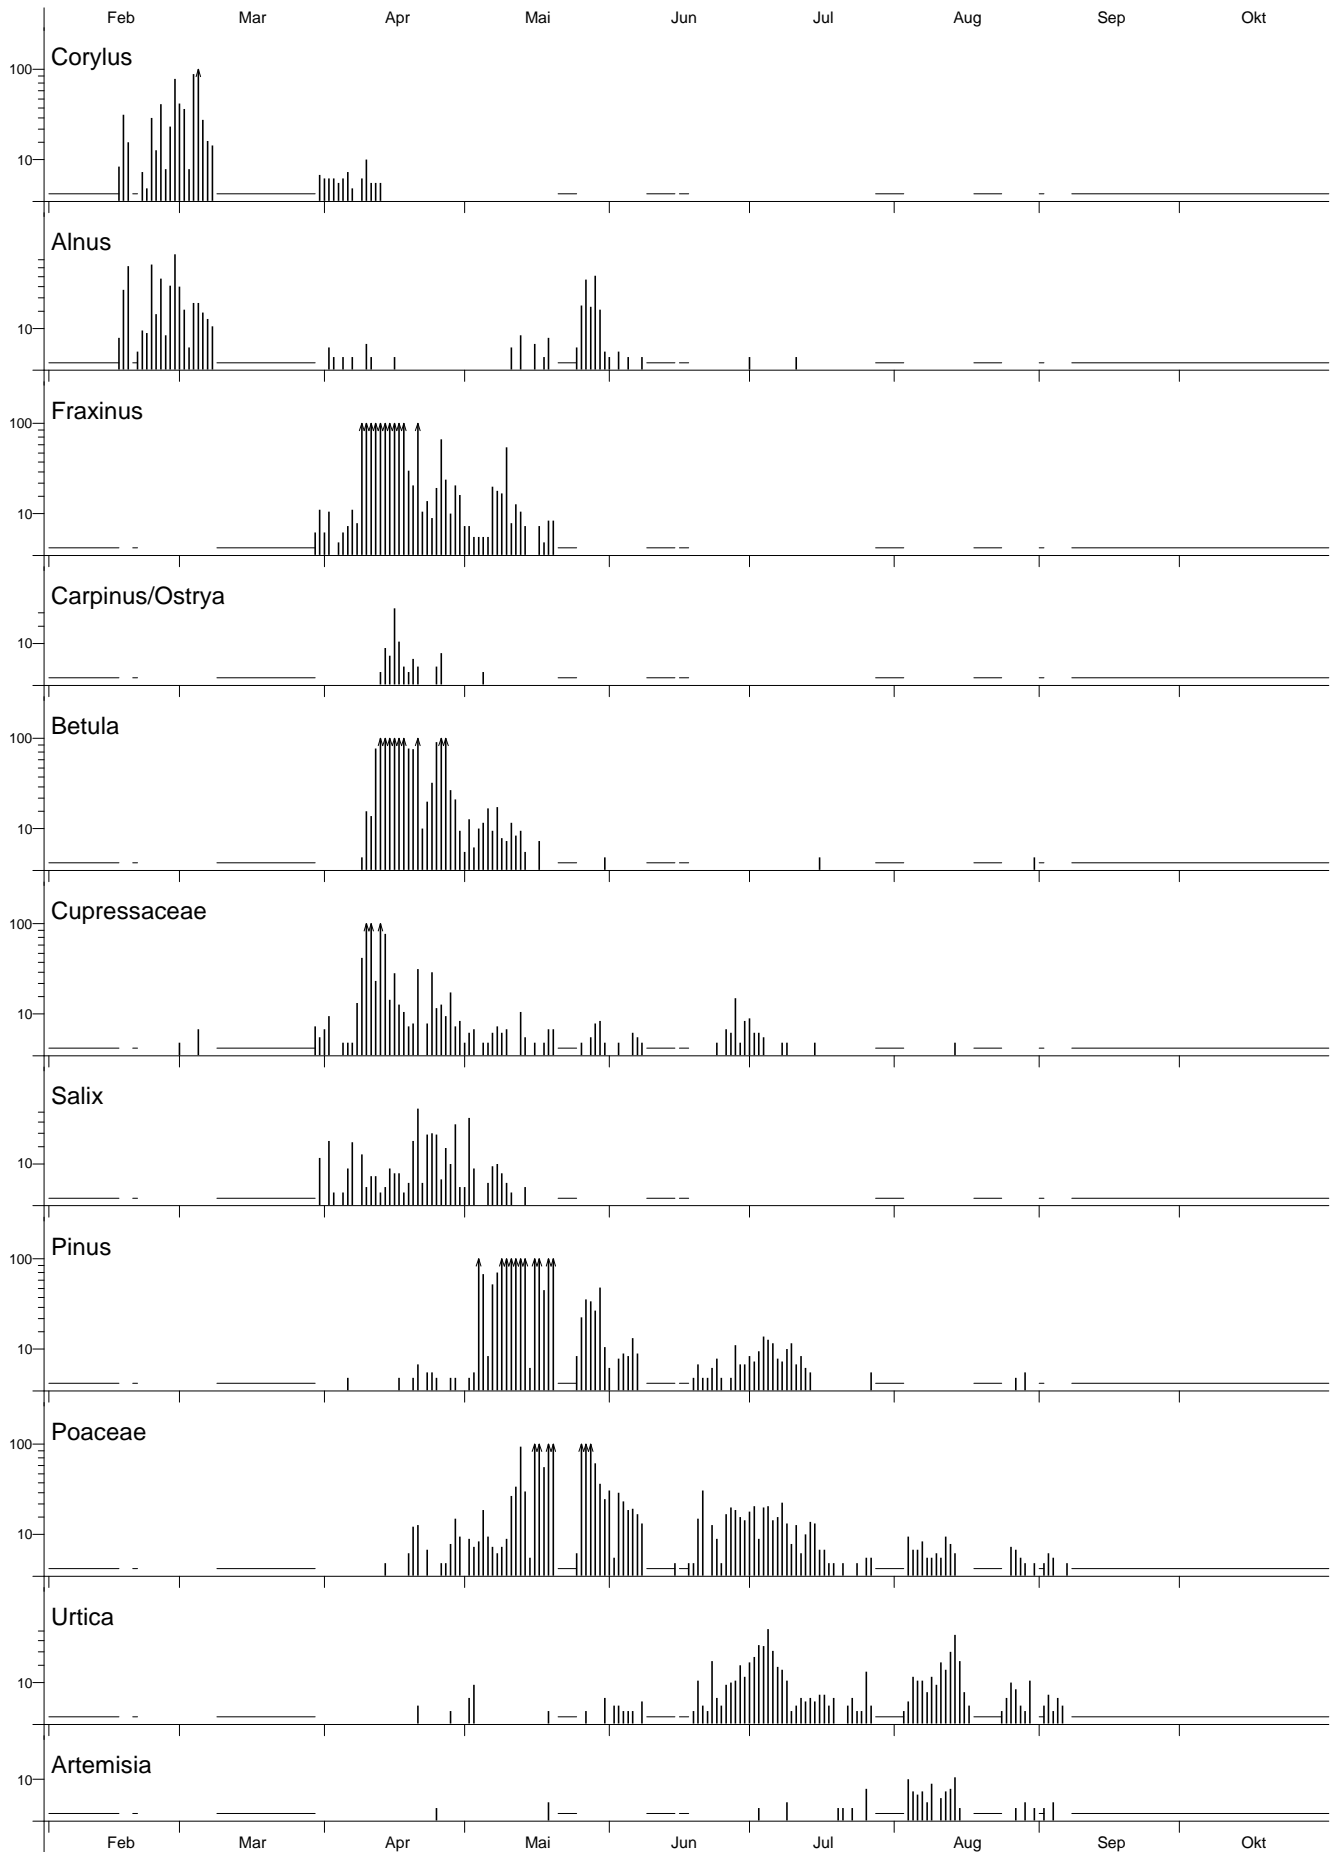 Feb Mar Apr Mai Jun Jul Aug Sep Okt
Corylus
100
10
Alnus
10
Fraxinus
100
10
Carpinus/Ostrya
10
Betula
100
10
Cupressaceae
100
10
Salix
10
Pinus
100
10
Poaceae
100
10
Urtica
10
Artemisia
10
Feb Mar Apr Mai Jun Jul Aug Sep Okt